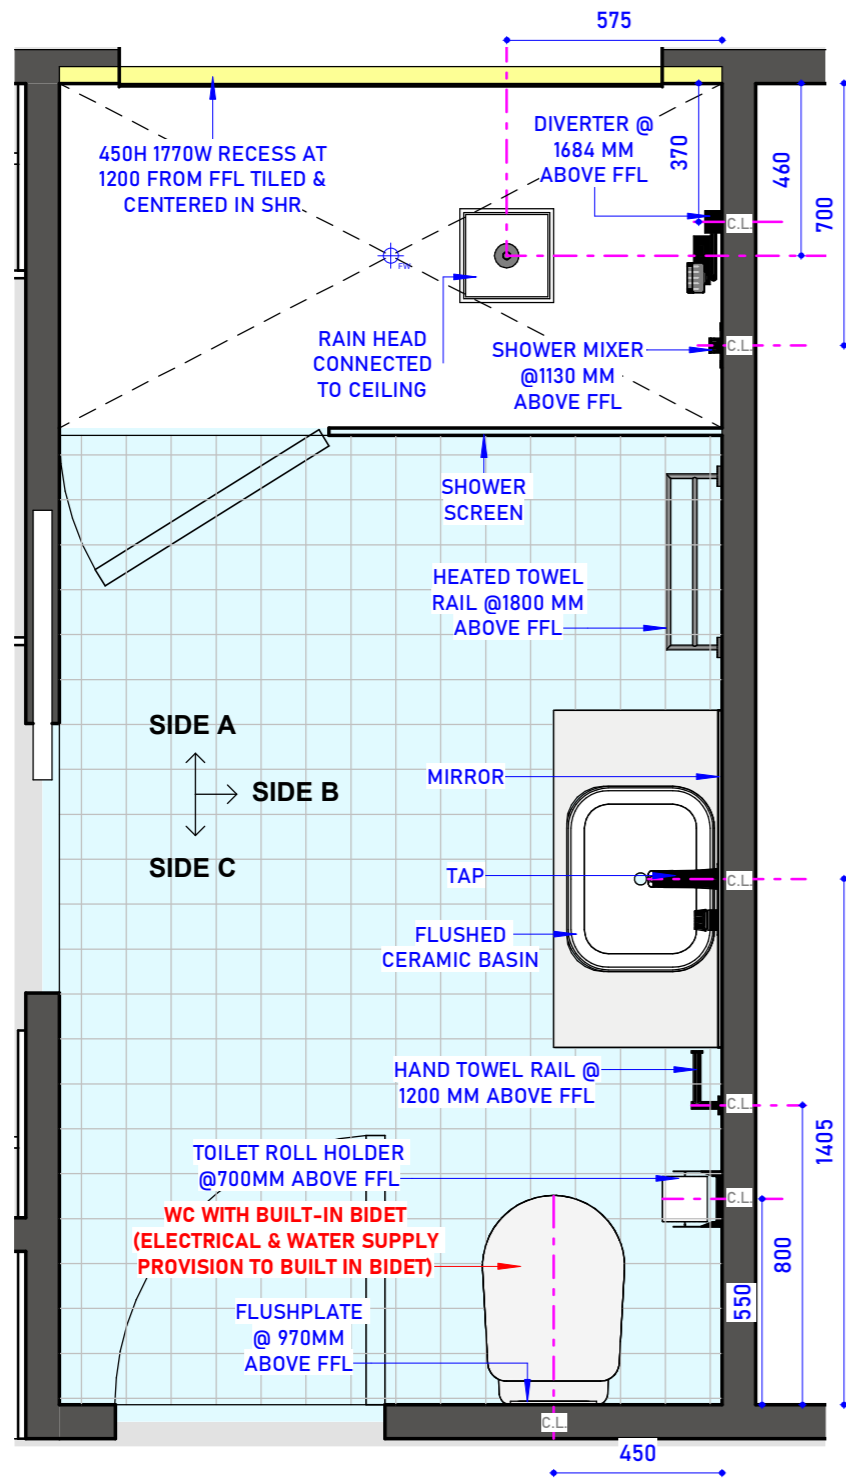 575
450H 1770W RECESS AT
1200 FROM FFL TILED &
CENTERED IN SHR
DIVERTER @
1684 MM
ABOVE FFL
370
460
700
C.L.
FW
RAIN HEAD
CONNECTED
TO CEILING
SHOWER MIXER
@1130 MM
ABOVE FFL
C.L.
SHOWER
SCREEN
HEATED TOWEL
RAIL @1800 MM
ABOVE FFL
SIDE A
SIDE B
SIDE C
MIRROR
TAP
C.L.
FLUSHED
CERAMIC BASIN
HAND TOWEL RAIL @
1200 MM ABOVE FFL
C.L.
1405
TOILET ROLL HOLDER
@700MM ABOVE FFL
C.L.
WC WITH BUILT-IN BIDET
(ELECTRICAL & WATER SUPPLY
PROVISION TO BUILT IN BIDET)
800
550
FLUSHPLATE
@ 970MM
ABOVE FFL
C.L.
450